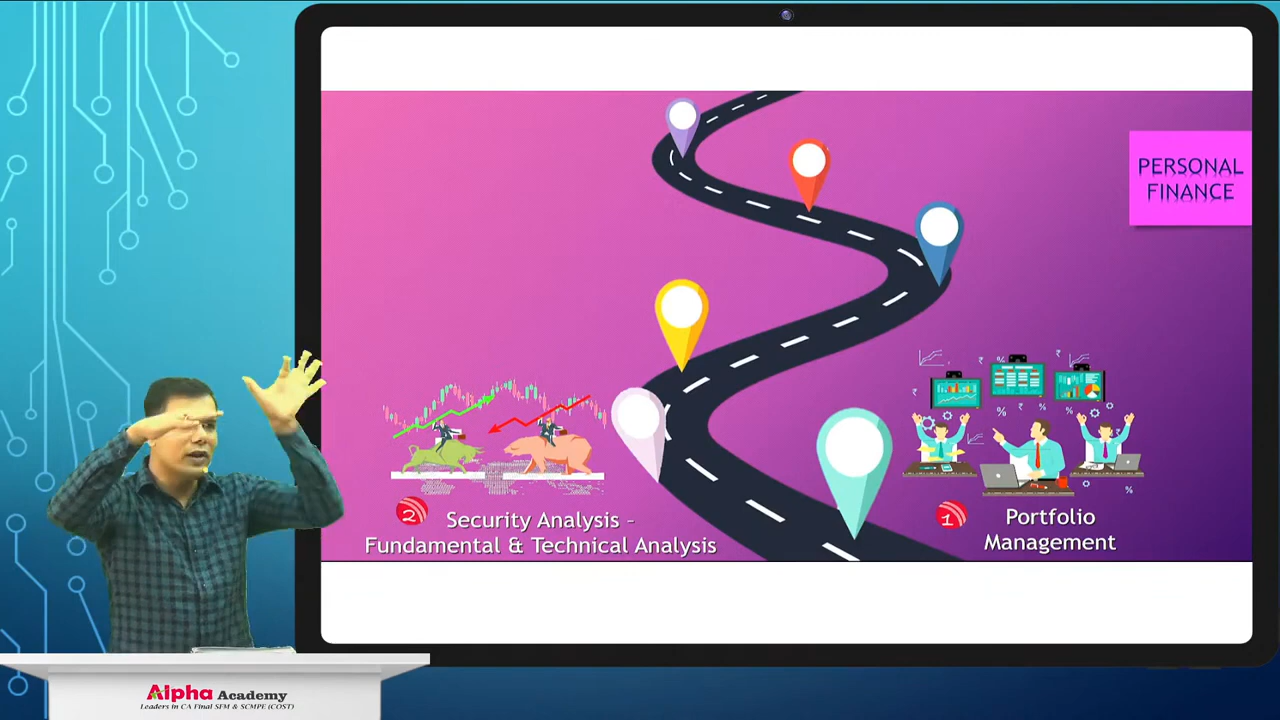 PERSONAL
FINANCE
2
Security Analysis –
Fundamental & Technical Analysis
1
Portfolio
Management
Alpha Academy
Leaders in CA Final SFM & SCMPE (COST)